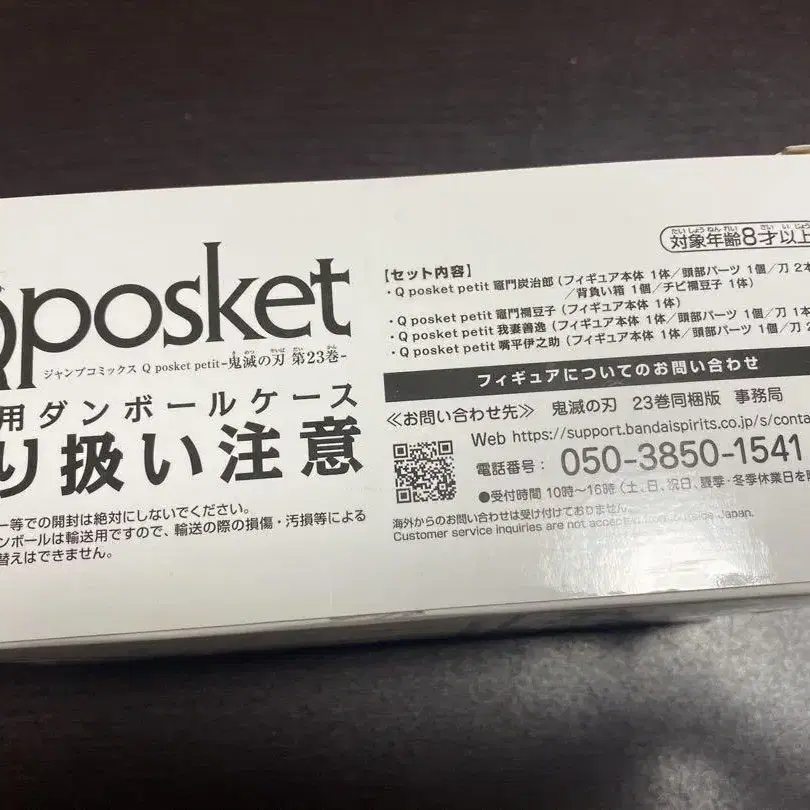 Qposket
ジャンプコミックス Q posket petit-鬼滅の刃 第23巻-
用ダンボールケース
り扱い注意
ー等での開封は絶対にしないでください。
ンボールは輸送用ですので、輸送の際の損傷・汚損等による
替えはできません。
対象年齢8才以上
【セット内容】
・Q posket petit 竈門炭治郎 (フィギュア本体 1体/頭部パーツ 1個/刀 2本
/背負い箱 1個/チビ禰豆子 1体)
・Q posket petit 竈門禰豆子 (フィギュア本体 1体/頭部パーツ 1個)
・Q posket petit 我妻善逸 (フィギュア本体 1体/頭部パーツ 1個/刀 1本
・Q posket petit 嘴平伊之助 (フィギュア本体 1体/頭部パーツ 1個/刀 2
フィギュアについてのお問い合わせ
≪お問い合わせ先≫ 鬼滅の刃 23巻同梱版 事務局
Web https://support.bandaispirits.co.jp/s/conta
電話番号: 050-3850-1541
●受付時間 10時〜16時 (土、日、祝日、夏季・冬季休業日を
海外からのお問い合わせは受け付けておりません。
Customer service inquiries are not accepted from outside Japan.